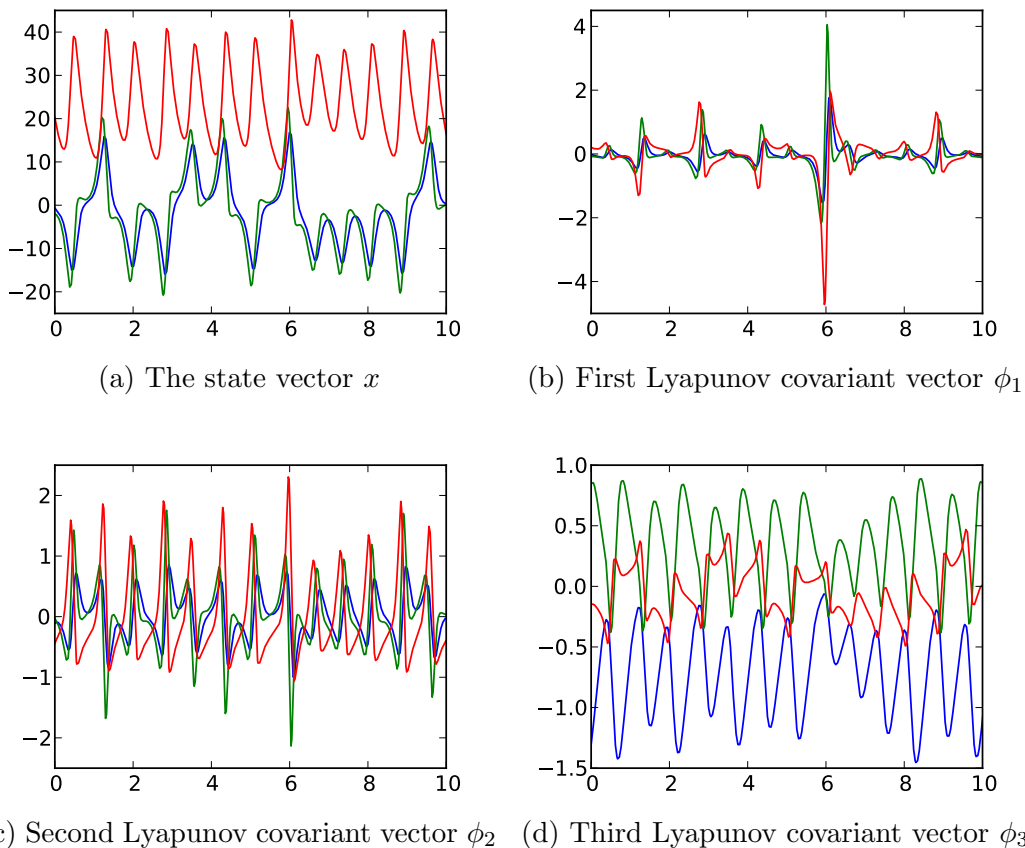 40
30
20
10
0
−10
−20
0 2 4 6 8 10
(a) The state vector x
4
2
0
−2
−4
0 2 4 6 8 10
(b) First Lyapunov covariant vector ϕ1
2
1
0
−1
−2
0 2 4 6 8 10
c) Second Lyapunov covariant vector ϕ2
1.0
0.5
0.0
−0.5
−1.0
−1.5
0 2 4 6 8 10
(d) Third Lyapunov covariant vector ϕ3